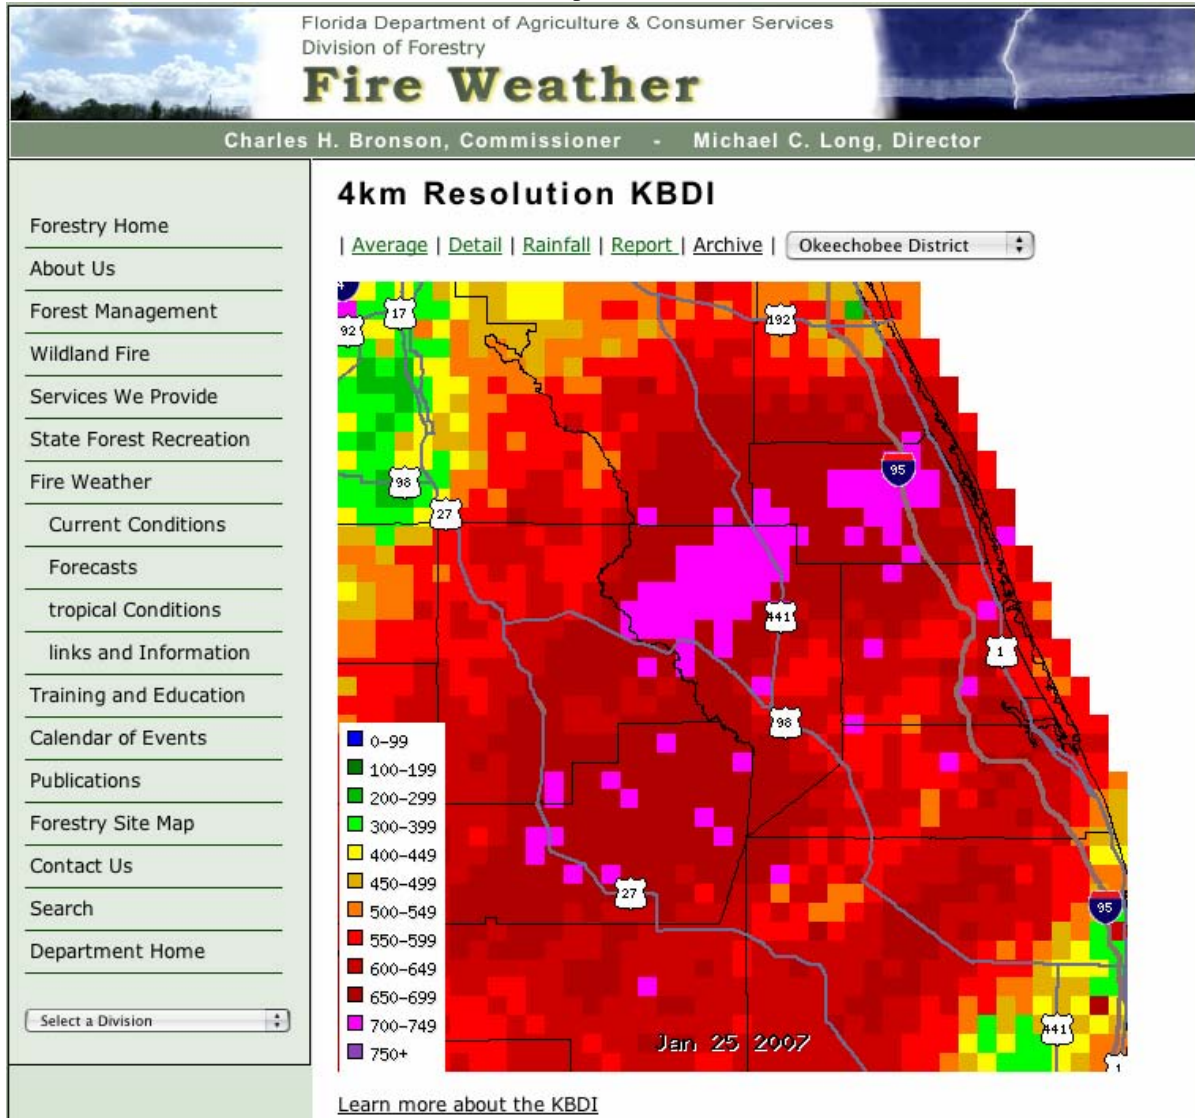 Florida Department of Agriculture & Consumer Services
Division of Forestry
Fire Weather
Charles H. Bronson, Commissioner - Michael C. Long, Director
Forestry Home
About Us
Forest Management
Wildland Fire
Services We Provide
State Forest Recreation
Fire Weather
Current Conditions
Forecasts
tropical Conditions
links and Information
Training and Education
Calendar of Events
Publications
Forestry Site Map
Contact Us
Search
Department Home
Select a Division
4km Resolution KBDI
| Average | Detail | Rainfall | Report | Archive | Okeechobee District
4
17
92
192
98
27
95
441
1
98
27
95
441
1
0-99
100-199
200-299
300-399
400-449
450-499
500-549
550-599
600-649
650-699
700-749
750+
Jan 25 2007
Learn more about the KBDI